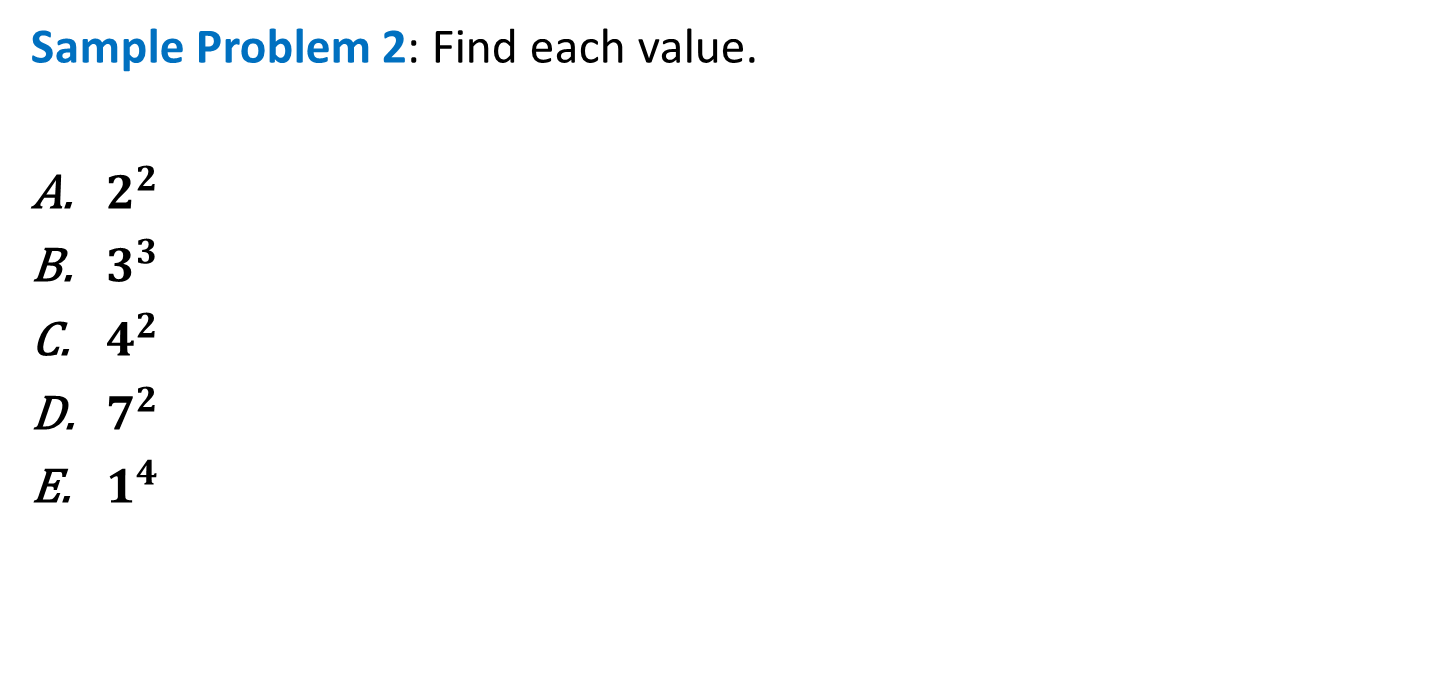 Sample Problem 2: Find each value.
A. 2²
B. 3³
C. 4²
D. 7²
E. 1⁴